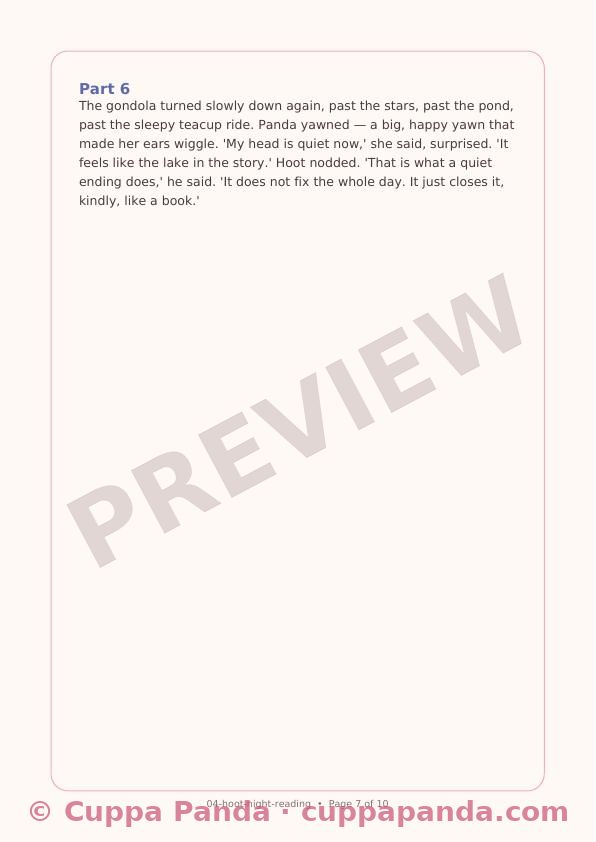 Part 6
The gondola turned slowly down again, past the stars, past the pond,
past the sleepy teacup ride. Panda yawned — a big, happy yawn that
made her ears wiggle. 'My head is quiet now,' she said, surprised. 'It
feels like the lake in the story.' Hoot nodded. 'That is what a quiet
ending does,' he said. 'It does not fix the whole day. It just closes it,
kindly, like a book.'
PREVIEW
04-hoot-night-reading • Page 7 of 10
© Cuppa Panda · cuppapanda.com